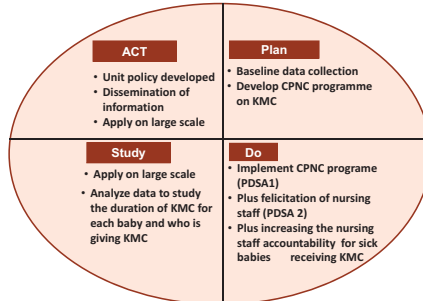 ACT
• Unit policy developed
• Dissemination of
information
• Apply on large scale
Plan
• Baseline data collection
• Develop CPNC programme
on KMC
Study
• Apply on large scale
• Analyze data to study
the duration of KMC for
each baby and who is
giving KMC
Do
• Implement CPNC programe
(PDSA1)
• Plus felicitation of nursing
staff (PDSA 2)
• Plus increasing the nursing
staff accountability for sick
babies receiving KMC